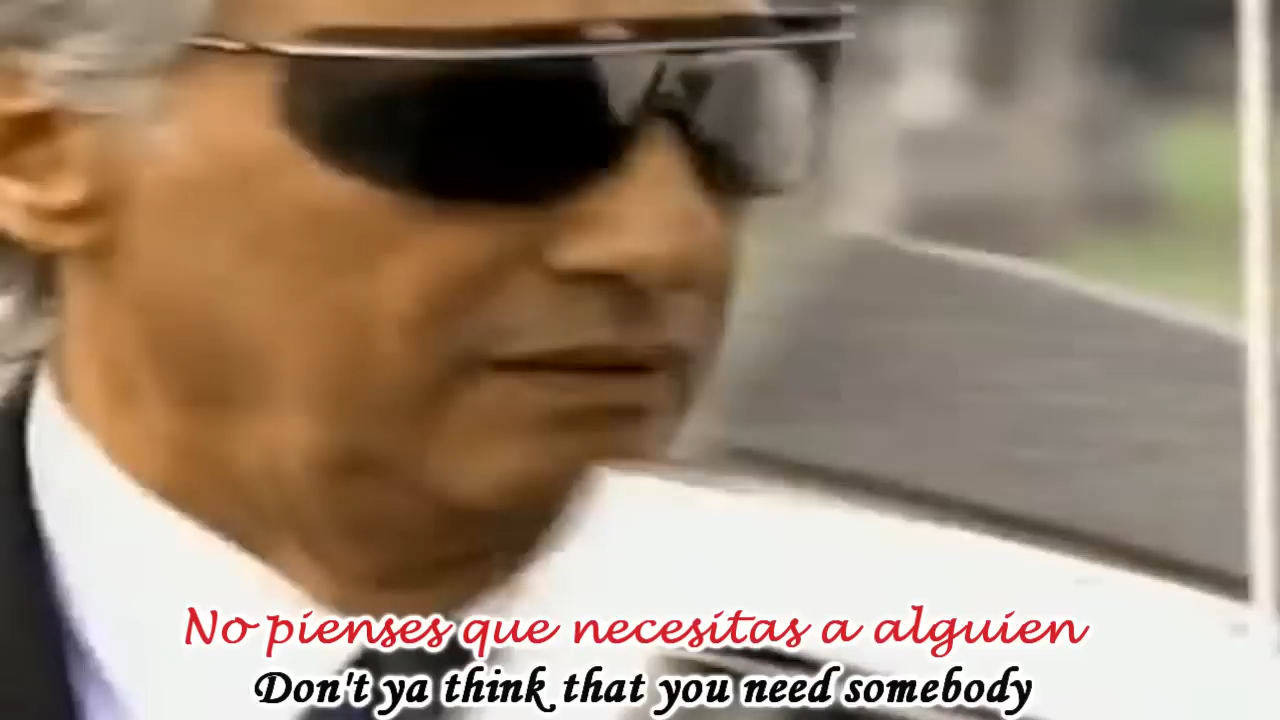 No pienses que necesitas a alguien
Don't ya think that you need somebody